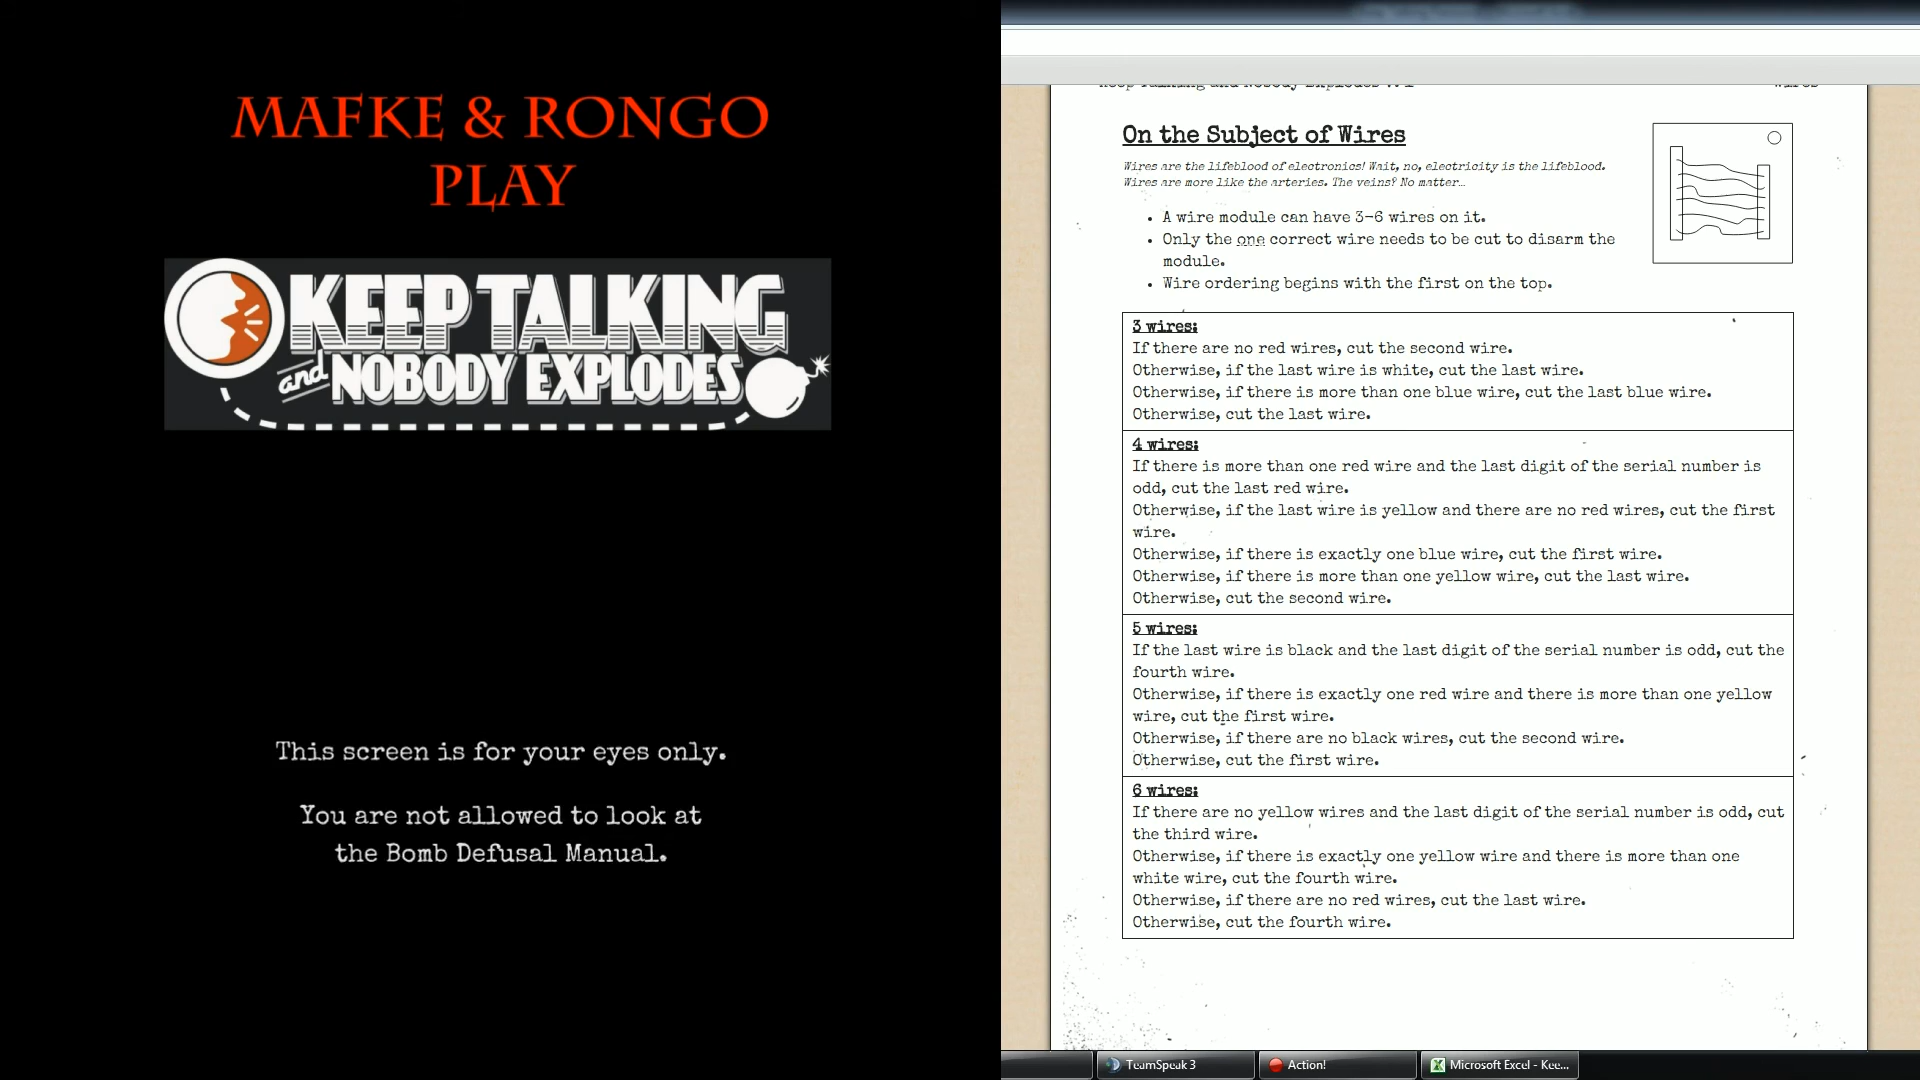 MAFKE & RONGO
PLAY
KEEP TALKING
and NOBODY EXPLODES
This screen is for your eyes only.
You are not allowed to look at
the Bomb Defusal Manual.
Keep Talking and Nobody Explodes v. 1
Wires
On the Subject of Wires
Wires are the lifeblood of electronics! Wait, no, electricity is the lifeblood.
Wires are more like the arteries. The veins? No matter…
• A wire module can have 3-6 wires on it.
• Only the one correct wire needs to be cut to disarm the
module.
• Wire ordering begins with the first on the top.
3 wires:
If there are no red wires, cut the second wire.
Otherwise, if the last wire is white, cut the last wire.
Otherwise, if there is more than one blue wire, cut the last blue wire.
Otherwise, cut the last wire.
4 wires:
If there is more than one red wire and the last digit of the serial number is
odd, cut the last red wire.
Otherwise, if the last wire is yellow and there are no red wires, cut the first
wire.
Otherwise, if there is exactly one blue wire, cut the first wire.
Otherwise, if there is more than one yellow wire, cut the last wire.
Otherwise, cut the second wire.
5 wires:
If the last wire is black and the last digit of the serial number is odd, cut the
fourth wire.
Otherwise, if there is exactly one red wire and there is more than one yellow
wire, cut the first wire.
Otherwise, if there are no black wires, cut the second wire.
Otherwise, cut the first wire.
6 wires:
If there are no yellow wires and the last digit of the serial number is odd, cut
the third wire.
Otherwise, if there is exactly one yellow wire and there is more than one
white wire, cut the fourth wire.
Otherwise, if there are no red wires, cut the last wire.
Otherwise, cut the fourth wire.
TeamSpeak 3
Action!
Microsoft Excel - Kee...